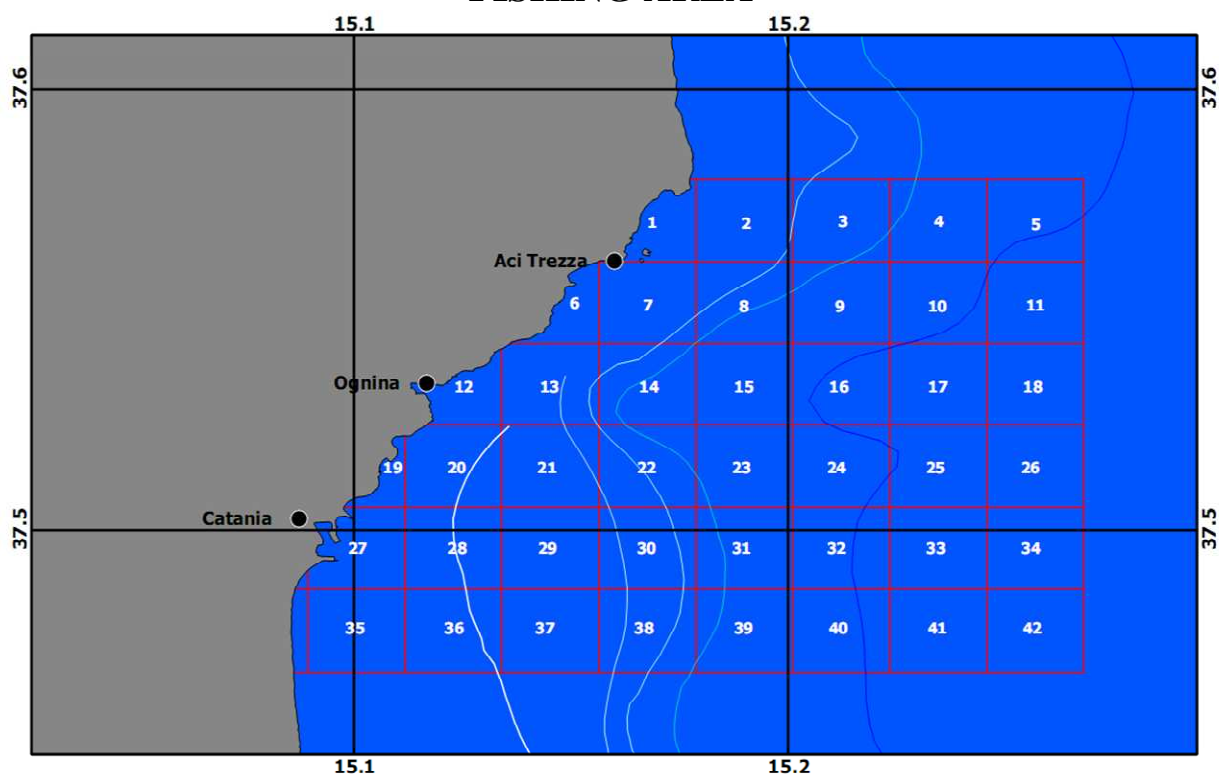 15.1 15.2
37.6 37.6
1 2 3 4 5
Aci Trezza
6 7 8 9 10 11
Ognina 12 13 14 15 16 17 18
19 20 21 22 23 24 25 26
Catania
37.5 37.5
27 28 29 30 31 32 33 34
35 36 37 38 39 40 41 42
15.1 15.2